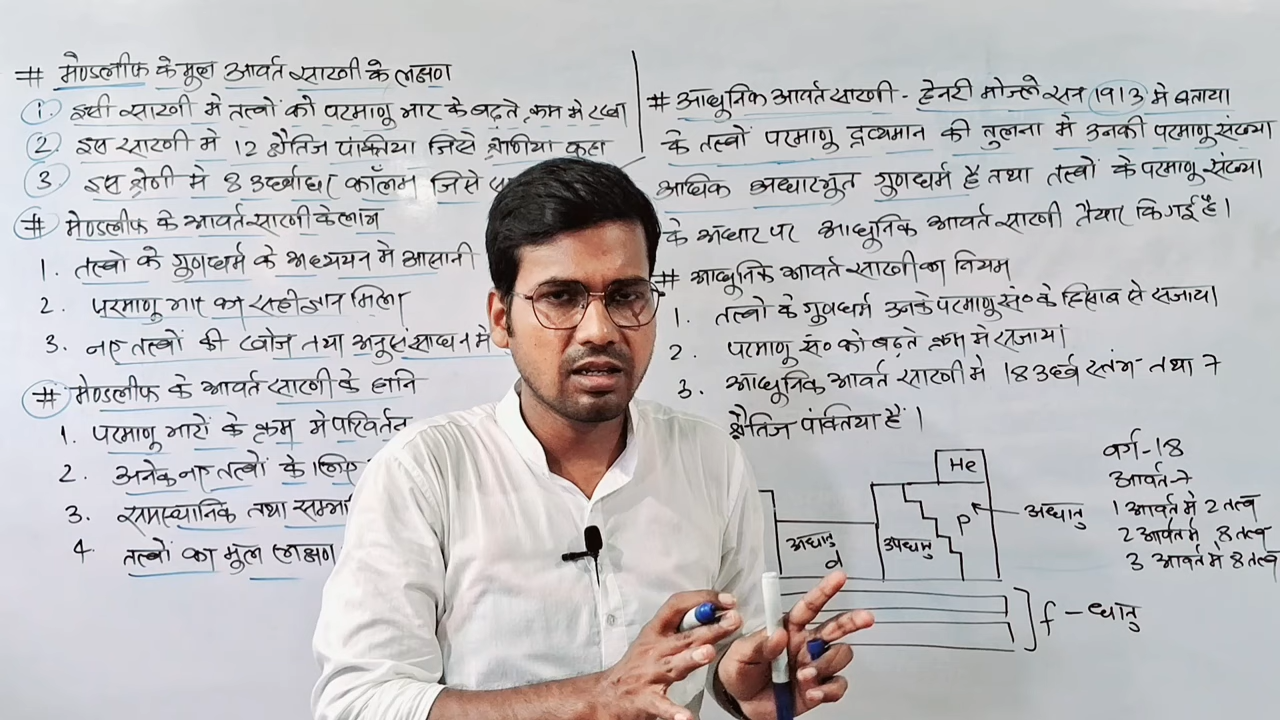 # मेण्डलीफ के मुल आवर्त सारणी के लक्षण
1. इसी सारणी मे तत्वों को परमाणु भार के बढ़ते क्रम मे रखा
2. इस सारणी मे 12 क्षैतिज पंक्तिया जिसे श्रेणीया कहा
3. इस श्रेणी मे 8 उर्ध्वाधर कॉलम जिसे
# मेण्डलीफ के आवर्त सारणी के लाभ
1. तत्वो के गुणधर्म के अध्ययन मे आसानी
2. परमाणु भार का सही ज्ञान मिला
3. नए तत्वों की खोज तथा अनुसंसाधन मे
# मेण्डलीफ के आवर्त सारणी के हानि
1. परमाणु भारों के क्रम मे परिवर्तन
2. अनेक नए तत्वों के लिए
3. समस्थानिक तथा
4. तत्वों का मुल लक्षण
# आधुनिक आवर्त सारणी - हेनरी मोज्ले सन 1913 मे बताया
के तत्वों परमाणु द्रव्यमान की तुलना मे उनकी परमाणु संख्या
अधिक अधारभूत गुणधर्म हैं तथा तत्वों के परमाणु संख्या
के अधार पर आधुनिक आवर्त सारणी तैयार कि गई है।
# आधुनिक आवर्त सारणी का नियम
1. तत्वो के गुणधर्म उनके परमाणु सं० के हिसाब से सजाया
2. परमाणु सं० को बढ़ते क्रम मे सजाया
3. आधुनिक आवर्त सारणी मे 18 उर्ध्व स्तंभ तथा 7
क्षैतिज पंक्तिया हैं।
He
अधातु
d
उपधातु
P
अधातु
f - धातु
वर्ग-18
आवर्त-7
1 आवर्त मे 2 तत्व
2 आवर्त मे 8 तत्व
3 आवर्त मे 8 तत्व